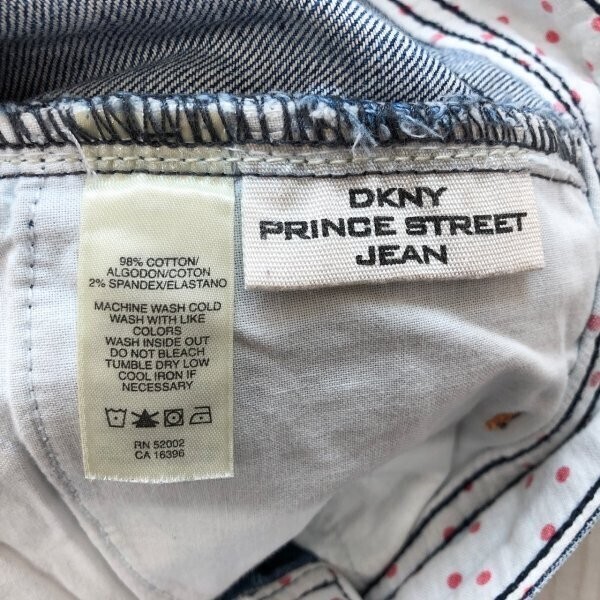 DKNY
PRINCE STREET
JEAN
98% COTTON/
ALGODON/COTON
2% SPANDEX/ELASTANO
MACHINE WASH COLD
WASH WITH LIKE
COLORS
WASH INSIDE OUT
DO NOT BLEACH
TUMBLE DRY LOW
COOL IRON IF
NECESSARY
RN 52002
CA 16396